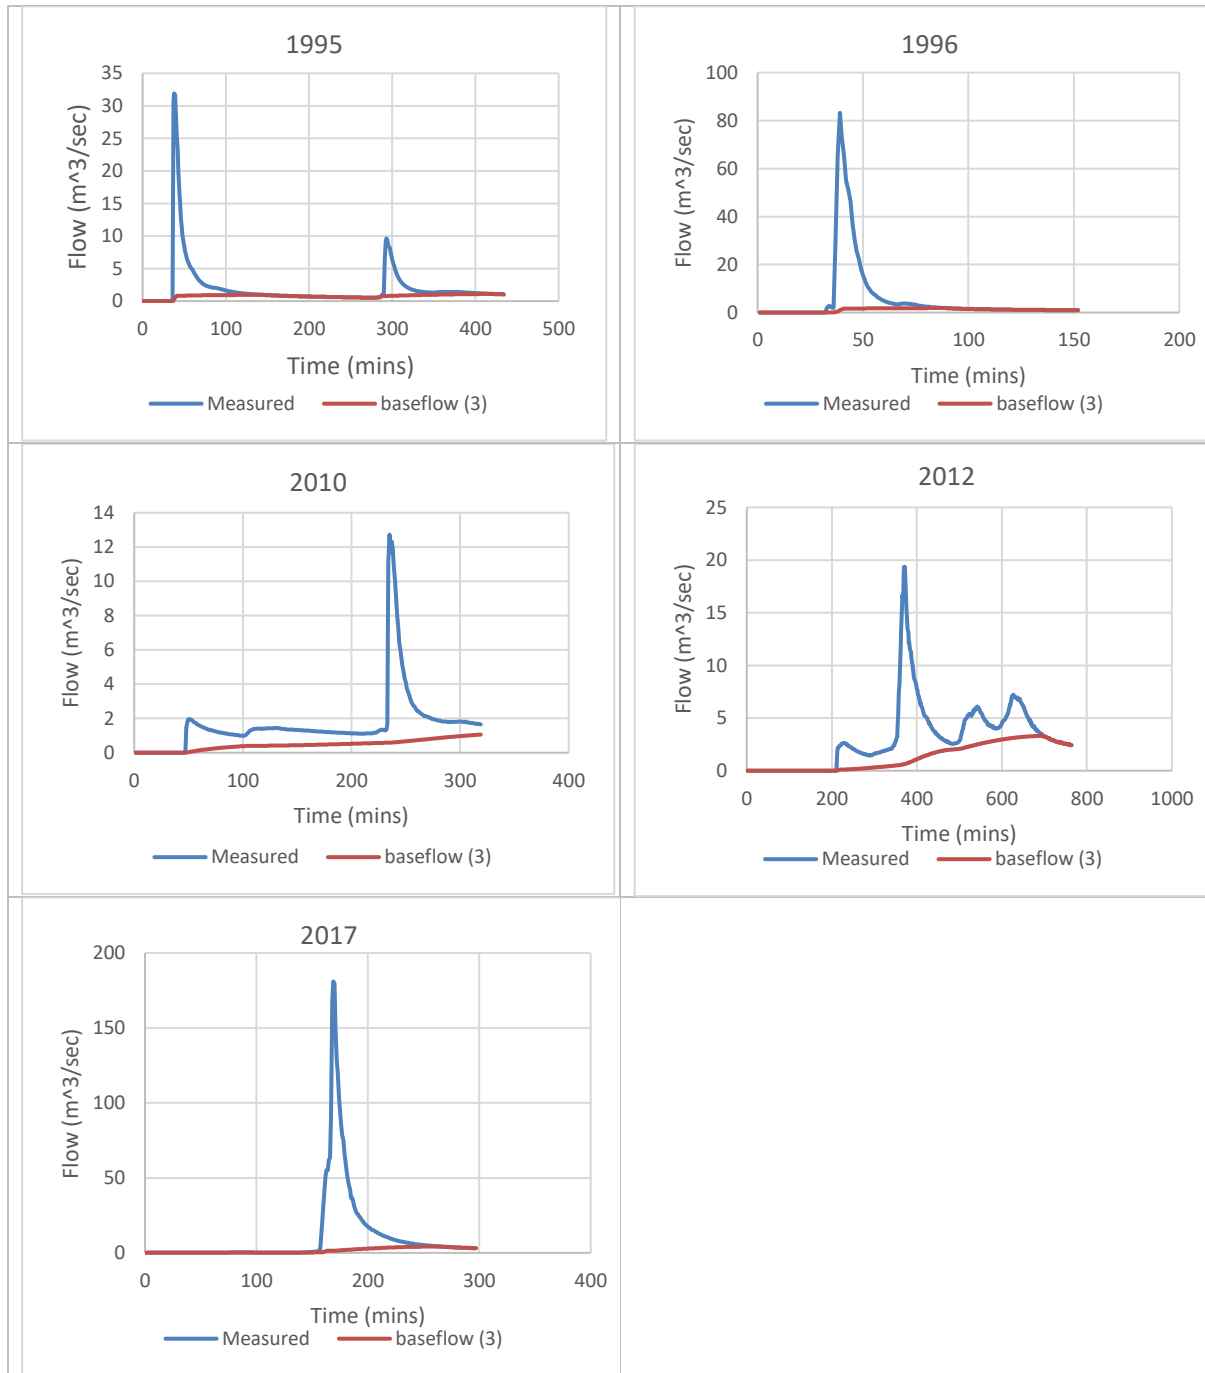 1995
35
30
25
20
15
10
5
0
0 100 200 300 400 500
Flow (m^3/sec)
Time (mins)
Measured baseflow (3)
1996
100
80
60
40
20
0
0 50 100 150 200
Flow (m^3/sec)
Time (mins)
Measured baseflow (3)
2010
14
12
10
8
6
4
2
0
0 100 200 300 400
Flow (m^3/sec)
Time (mins)
Measured baseflow (3)
2012
25
20
15
10
5
0
0 200 400 600 800 1000
Flow (m^3/sec)
Time (mins)
Measured baseflow (3)
2017
200
150
100
50
0
0 100 200 300 400
Flow (m^3/sec)
Time (mins)
Measured baseflow (3)